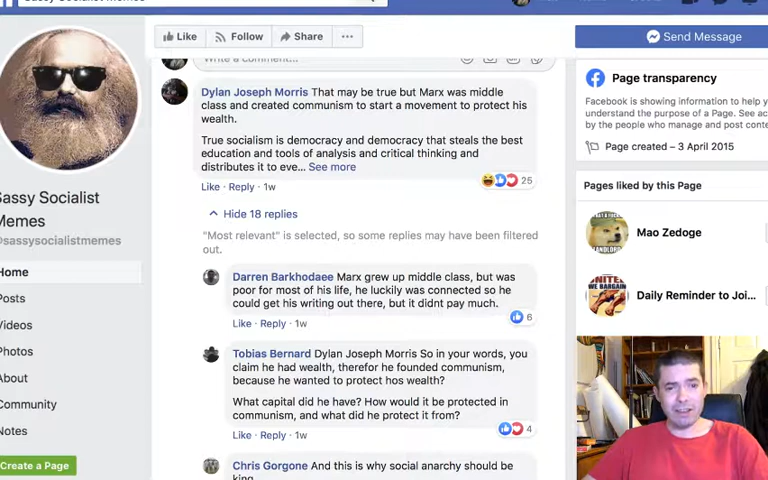 Sassy Socialist Memes
Like
Follow
Share
Send Message
Write a comment...
Dylan Joseph Morris That may be true but Marx was middle
class and created communism to start a movement to protect his
wealth.
True socialism is democracy and democracy that steals the best
education and tools of analysis and critical thinking and
distributes it to eve... See more
Like · Reply · 1w
25
Hide 18 replies
"Most relevant" is selected, so some replies may have been filtered
out.
Darren Barkhodaee Marx grew up middle class, but was
poor for most of his life, he luckily was connected so he
could get his writing out there, but it didnt pay much.
Like · Reply · 1w
6
Tobias Bernard Dylan Joseph Morris So in your words, you
claim he had wealth, therefor he founded communism,
because he wanted to protect hos wealth?
What capital did he have? How would it be protected in
communism, and what did he protect it from?
Like · Reply · 1w
4
Chris Gorgone And this is why social anarchy should be
king
assy Socialist
Memes
@sassysocialistmemes
Home
Posts
Videos
Photos
About
Community
Notes
Create a Page
Page transparency
Facebook is showing information to help y
understand the purpose of a Page. See ac
by the people who manage and post conte
Page created – 3 April 2015
Pages liked by this Page
Mao Zedoge
LANDLORD
Daily Reminder to Joi...
UNITE
WE BARGAIN